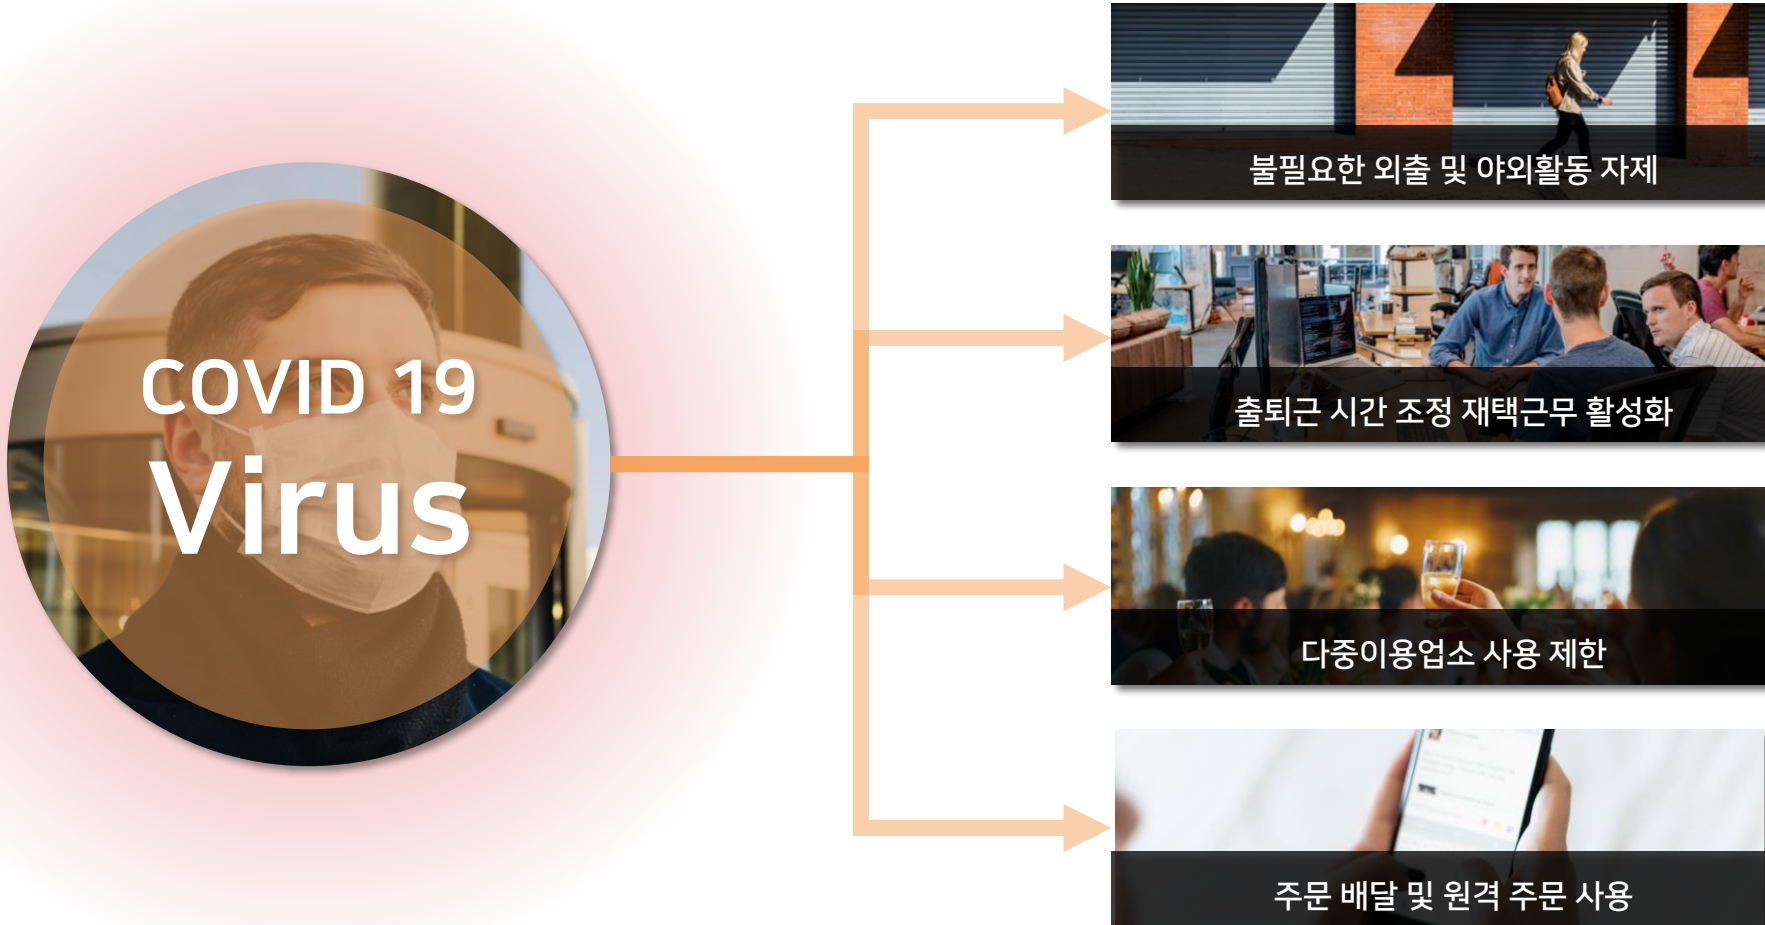 COVID 19
Virus
불필요한 외출 및 야외활동 자제
출퇴근 시간 조정 재택근무 활성화
다중이용업소 사용 제한
주문 배달 및 원격 주문 사용